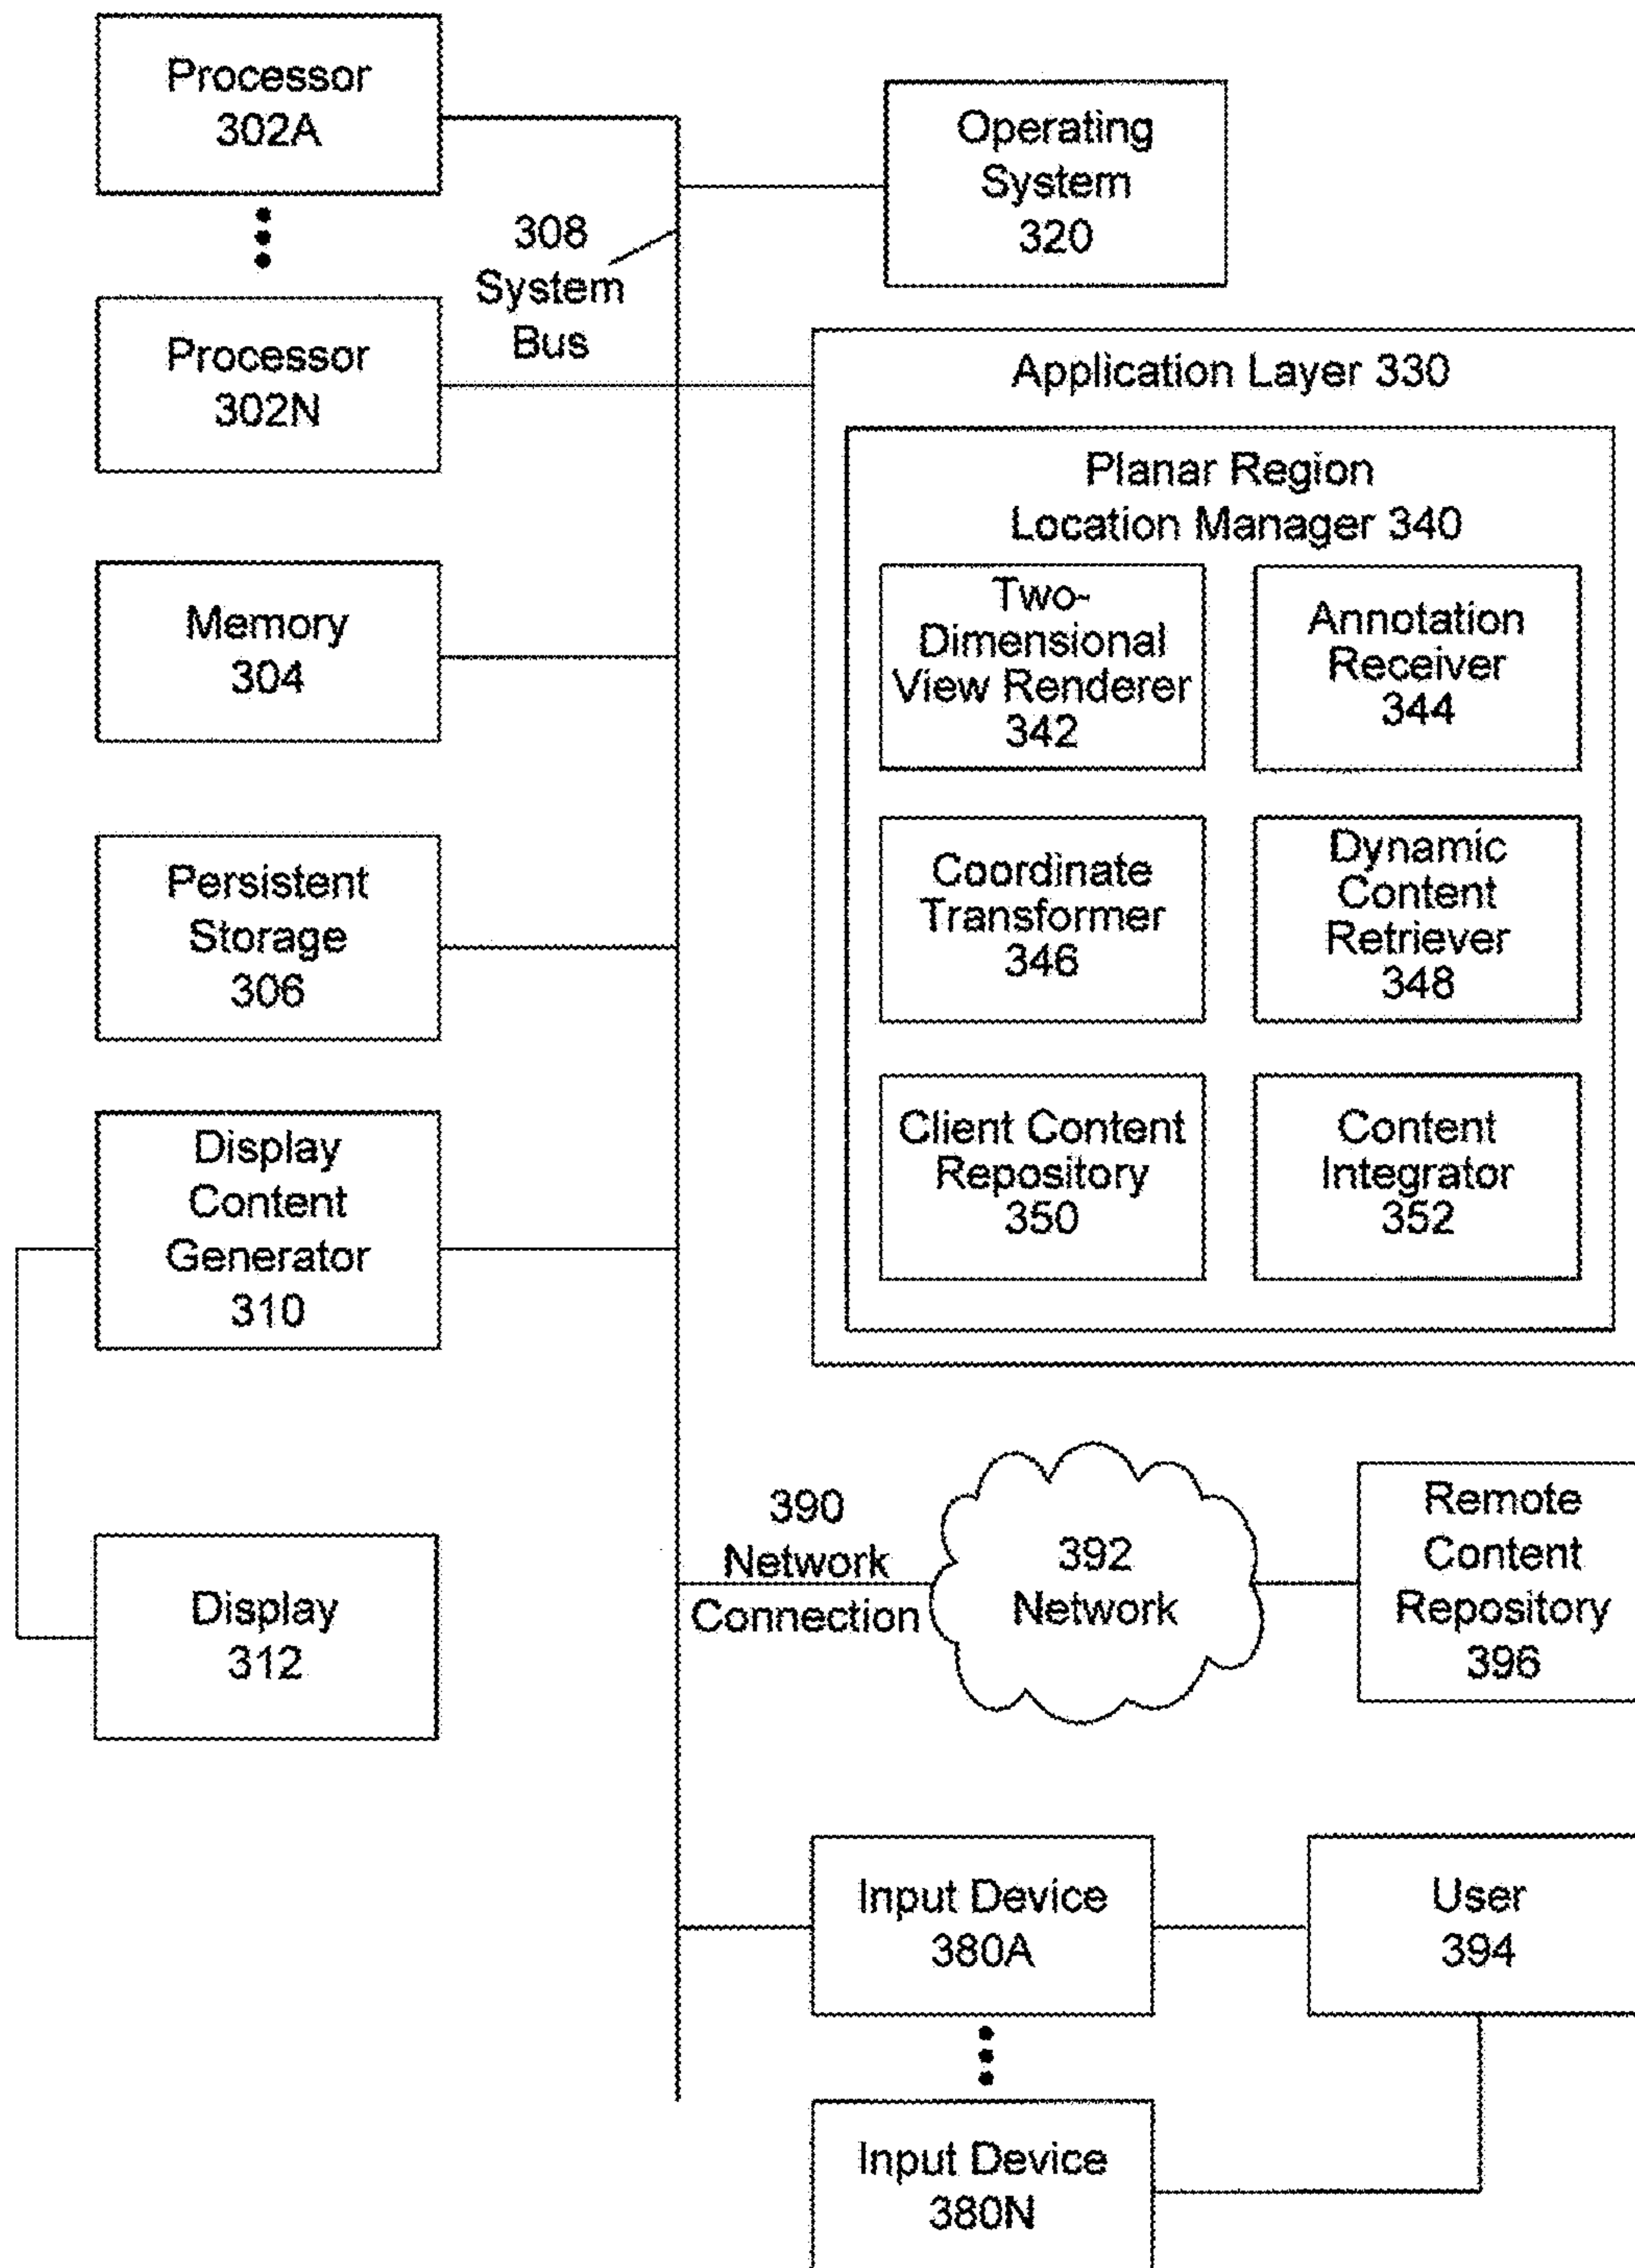 Processor
302A
308
System
Bus
Processor
302N
Memory
304
Persistent
Storage
306
Display
Content
Generator
310
Display
312
Operating
System
320
Application Layer 330
Planar Region
Location Manager 340
Two-
Dimensional
View Renderer
342
Annotation
Receiver
344
Coordinate
Transformer
346
Dynamic
Content
Retriever
348
Client Content
Repository
350
Content
Integrator
352
390
Network
Connection
392
Network
Remote
Content
Repository
396
Input Device
380A
User
394
Input Device
380N